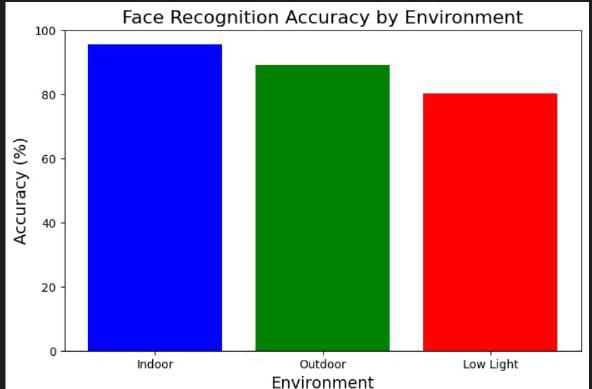 Face Recognition Accuracy by Environment
100
80
60
40
20
0
Accuracy (%)
Indoor
Outdoor
Low Light
Environment